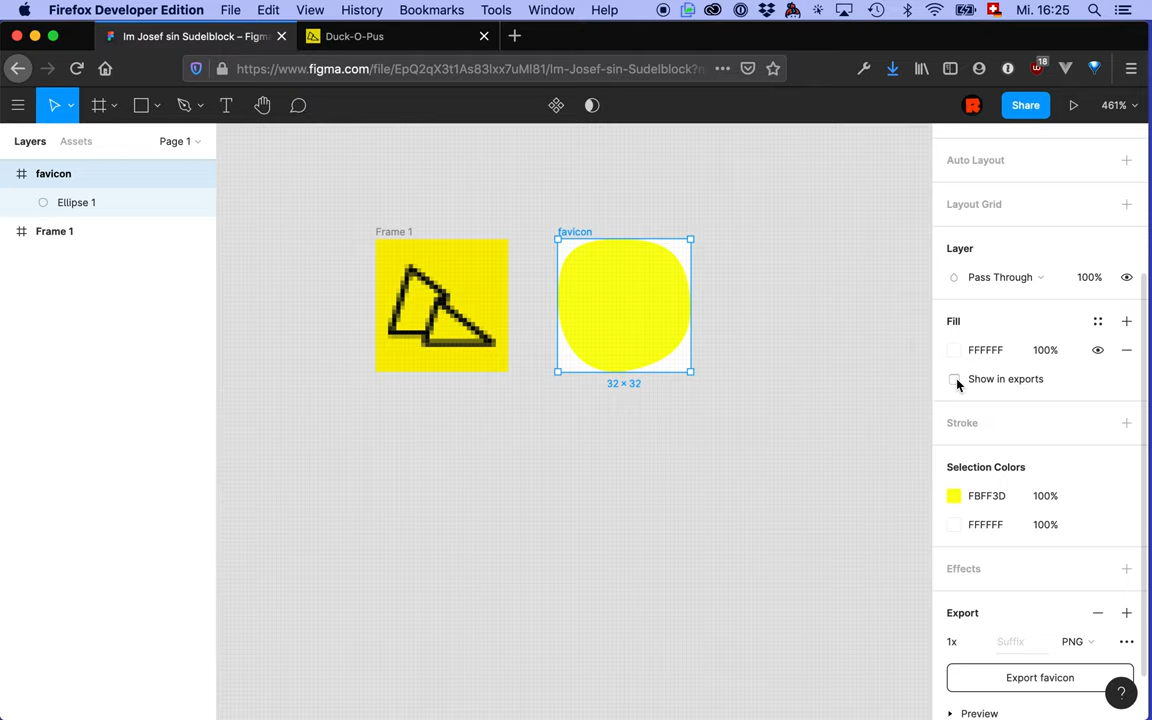 Firefox Developer Edition File Edit View History Bookmarks Tools Window Help 18 Mi. 16:25
Im Josef sin Sudelblock – Figma
Duck-O-Pus
https://www.figma.com/file/EpQ2qX3t1As83lxx7uMl81/Im-Josef-sin-Sudelblock?n
Share 461%
Layers Assets Page 1
favicon
Ellipse 1
Frame 1
Frame 1
favicon
32 × 32
Auto Layout
Layout Grid
Layer
Pass Through 100%
Fill
FFFFFF 100%
Show in exports
Stroke
Selection Colors
FBFF3D 100%
FFFFFF 100%
Effects
Export
1x Suffix PNG
Export favicon
?
Preview